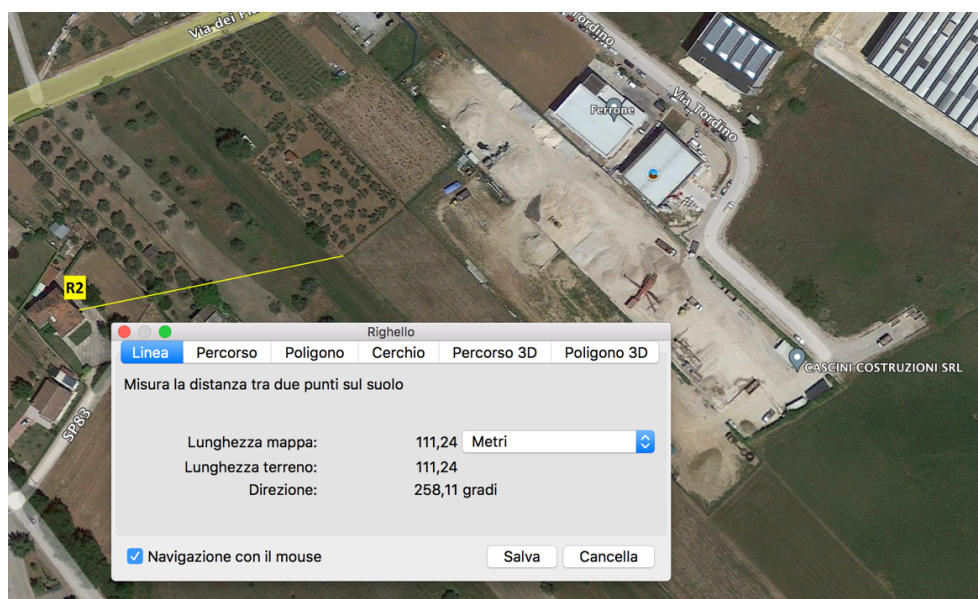 Via dei
Via Tordino
Ferrone
Via Tordino
R2
CASCINI COSTRUZIONI SRL
SP83
Righello
Linea Percorso Poligono Cerchio Percorso 3D Poligono 3D
Misura la distanza tra due punti sul suolo
Lunghezza mappa: 111,24 Metri
Lunghezza terreno: 111,24
Direzione: 258,11 gradi
Navigazione con il mouse Salva Cancella